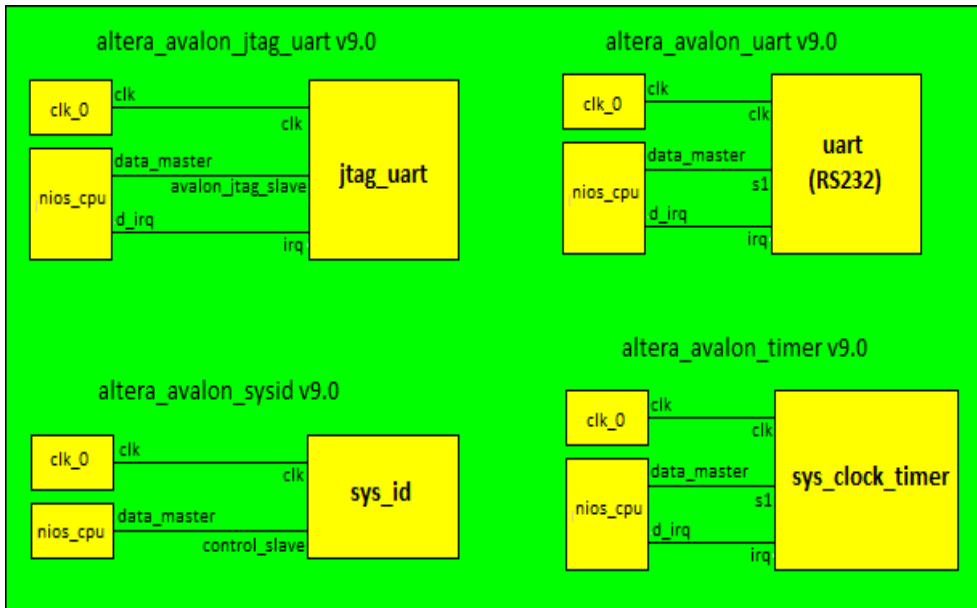 altera_avalon_jtag_uart v9.0
clk_0
clk
clk
nios_cpu
data_master
avalon_jtag_slave
d_irq
irq
jtag_uart
altera_avalon_uart v9.0
clk_0
clk
clk
nios_cpu
data_master
s1
d_irq
irq
uart
(RS232)
altera_avalon_sysid v9.0
clk_0
clk
clk
nios_cpu
data_master
control_slave
sys_id
altera_avalon_timer v9.0
clk_0
clk
clk
nios_cpu
data_master
s1
d_irq
irq
sys_clock_timer